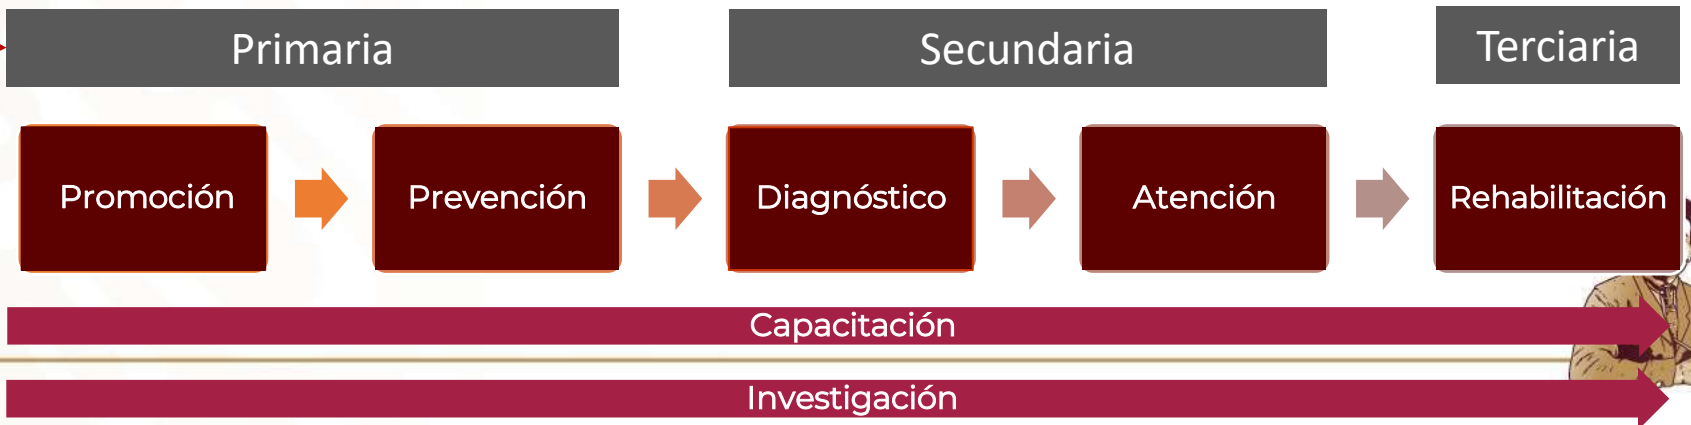 Primaria
Secundaria
Terciaria
Promoción
Prevención
Diagnóstico
Atención
Rehabilitación
Capacitación
Investigación